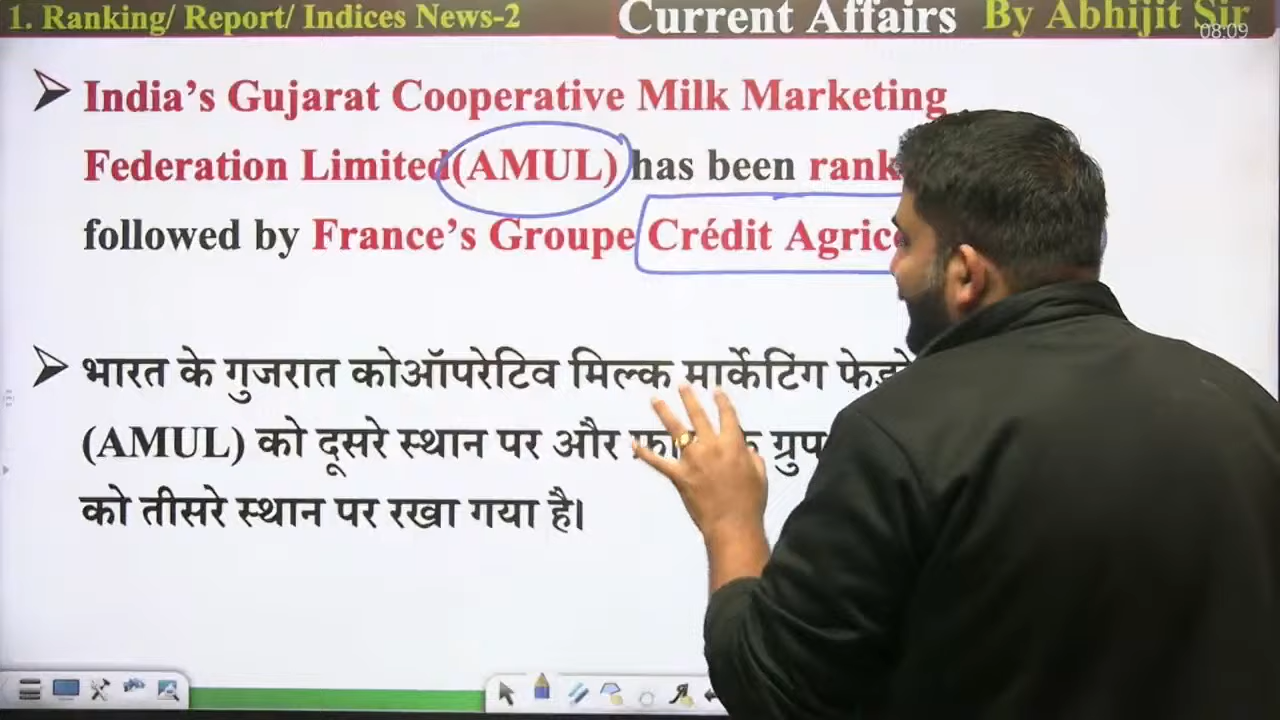 1. Ranking/ Report/ Indices News-2
Current Affairs By Abhijit Sir
08:09
India's Gujarat Cooperative Milk Marketing
Federation Limited(AMUL) has been
followed by France's Groupe Crédit
भारत के गुजरात कोऑपरेटिव मिल्क मार्केटिंग
(AMUL) को दूसरे स्थान पर और ग्रुप
को तीसरे स्थान पर रखा गया है।